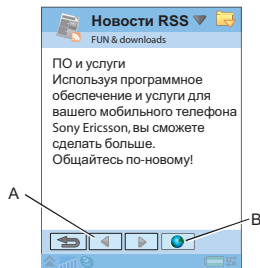 Новости RSS
FUN & downloads
ПО и услуги
Используя программное
обеспечение и услуги для
вашего мобильного телефона
Sony Ericsson, вы сможете
сделать больше.
Общайтесь по-новому!
A
B